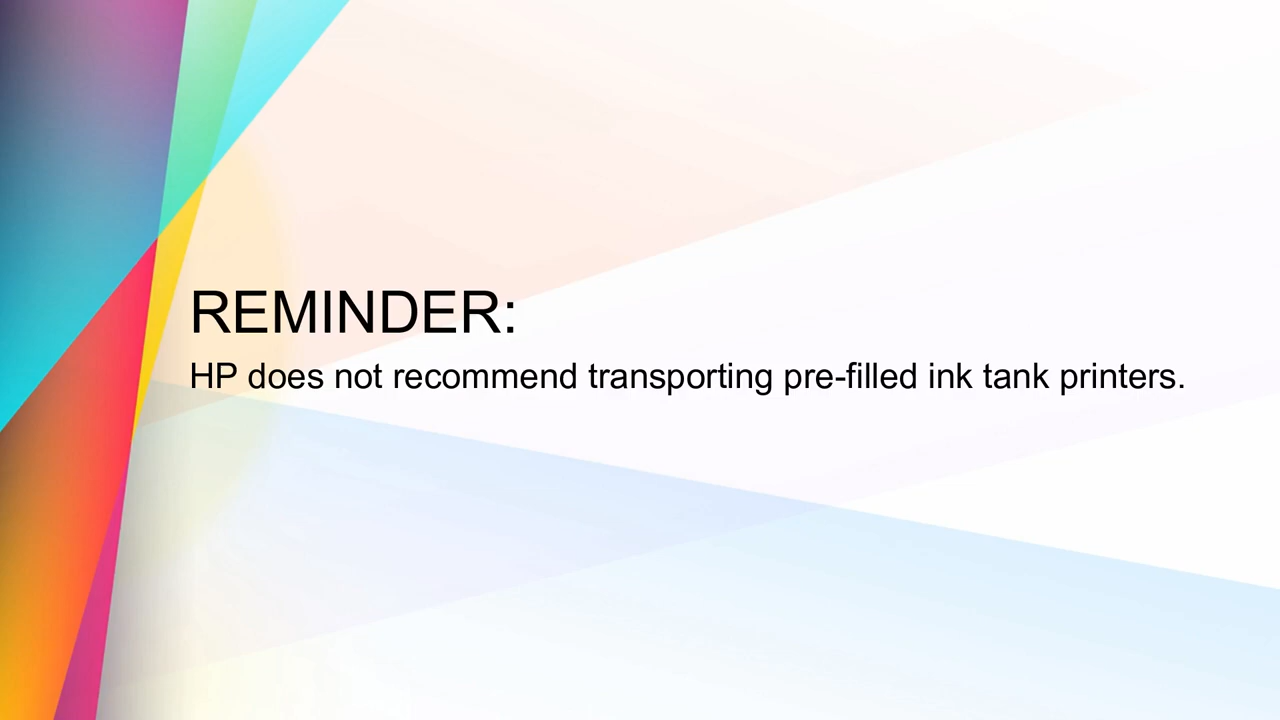 REMINDER:
HP does not recommend transporting pre-filled ink tank printers.